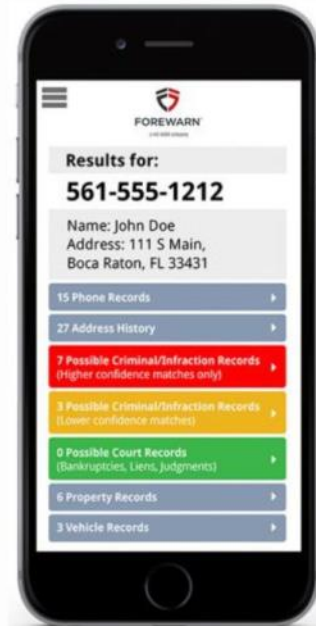 FOREWARN
Results for:
561-555-1212
Name: John Doe
Address: 111 S Main,
Boca Raton, FL 33431
15 Phone Records
27 Address History
7 Possible Criminal/Infraction Records
(Higher confidence matches only)
3 Possible Criminal/Infraction Records
(Lower confidence matches)
0 Possible Court Records
(Bankruptcies, Liens, Judgments)
6 Property Records
3 Vehicle Records